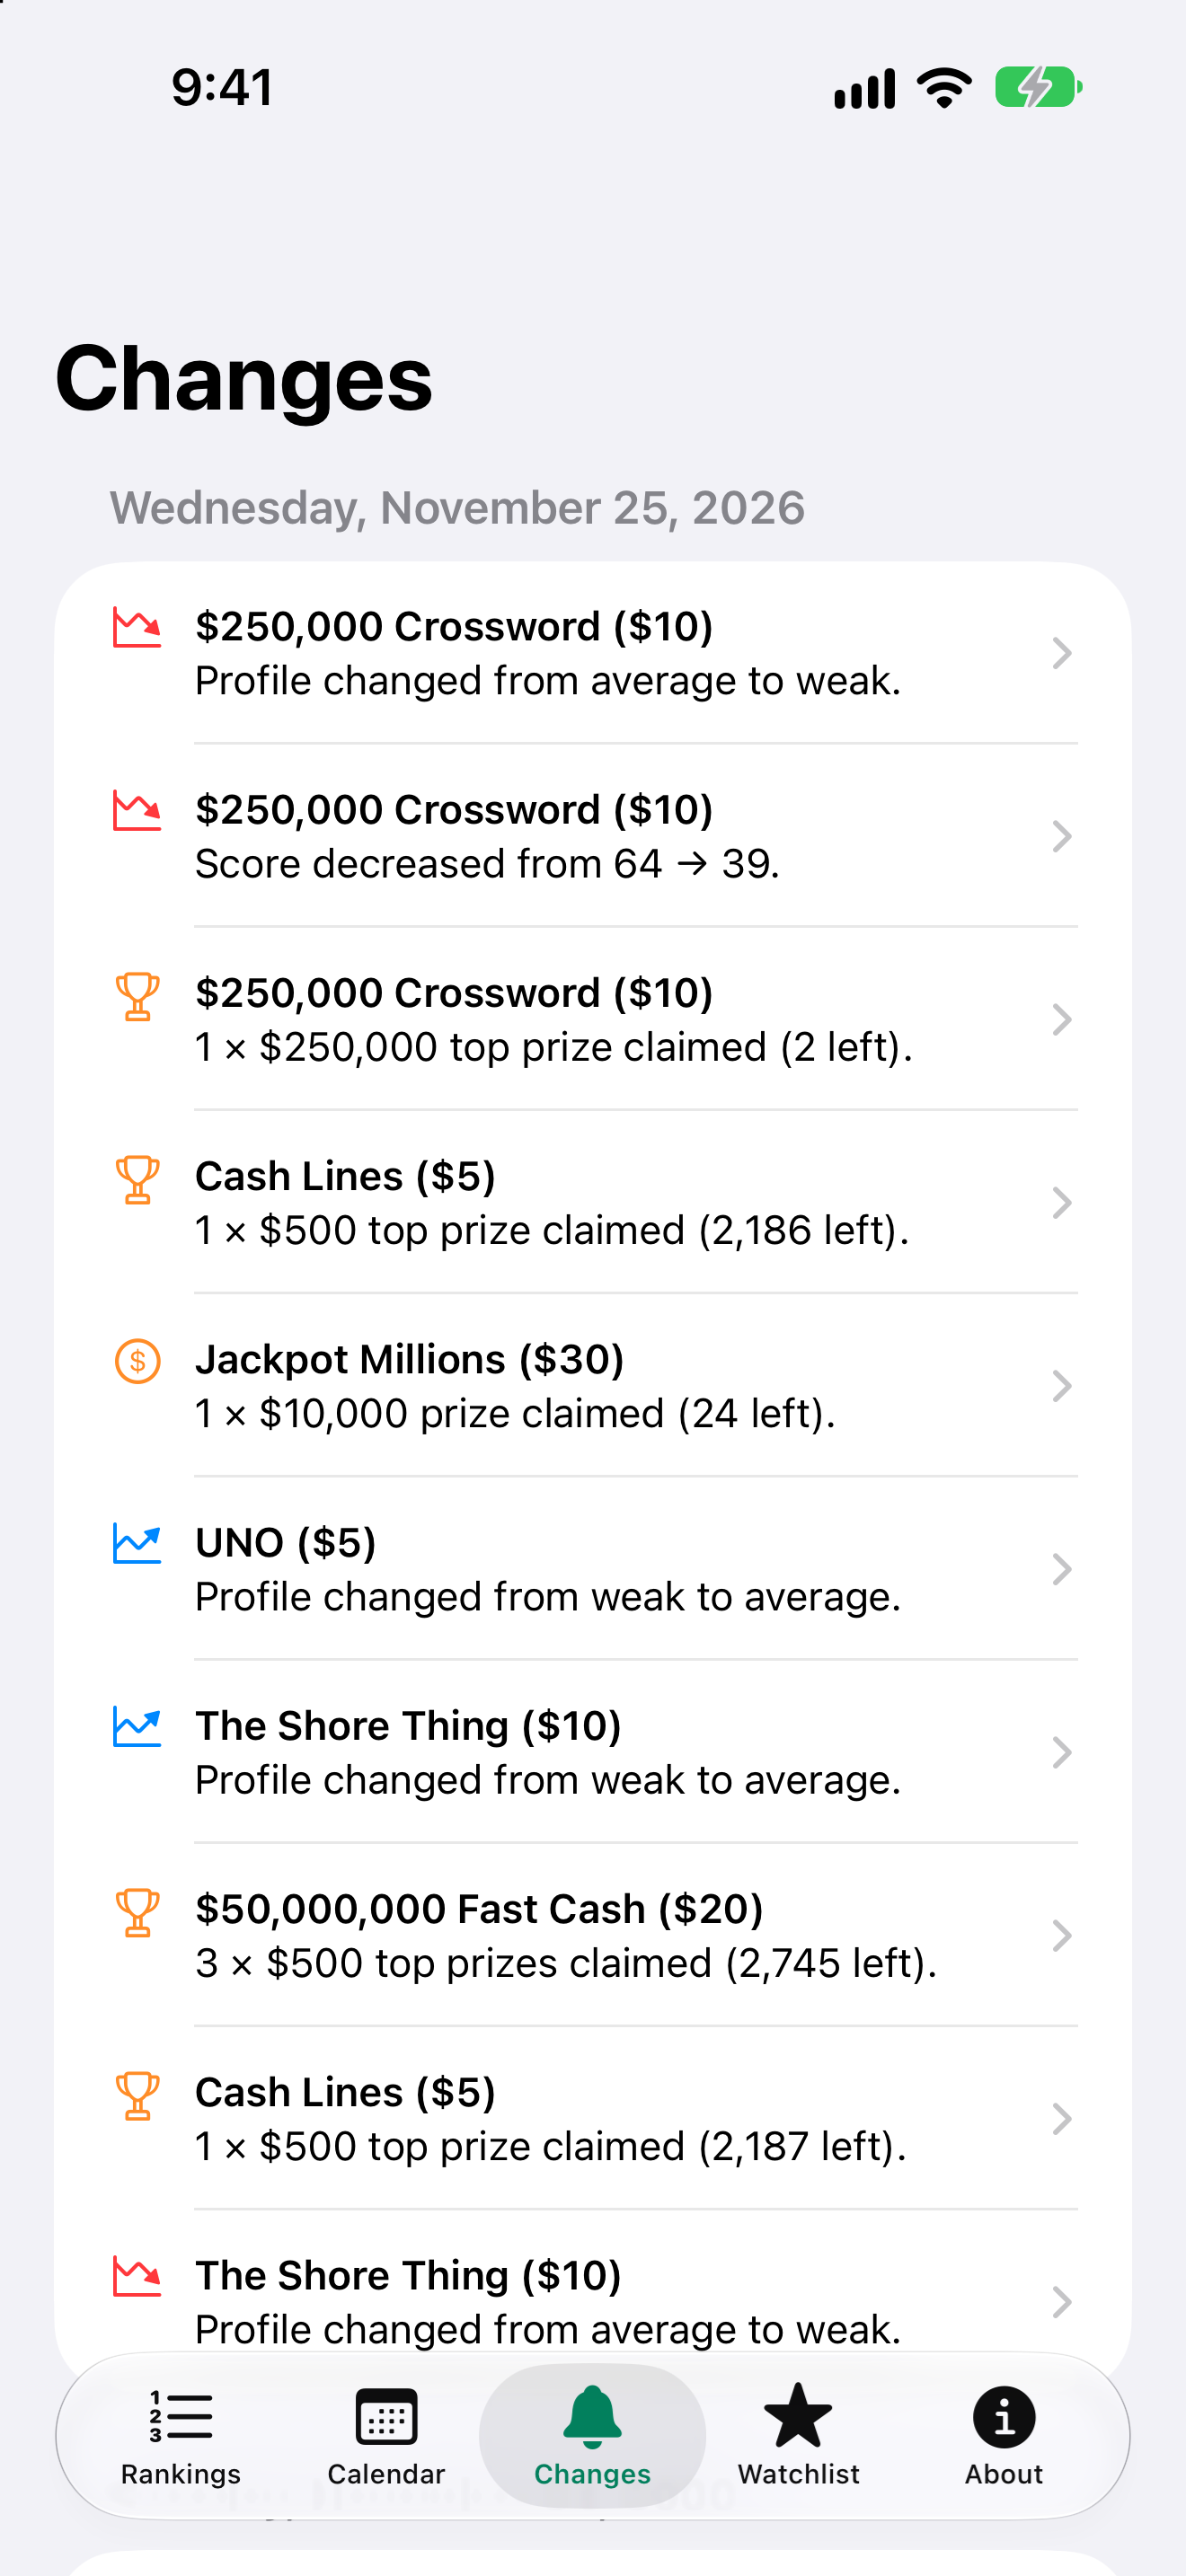 9:41
Changes
Wednesday, November 25, 2026
$250,000 Crossword ($10)
Profile changed from average to weak.
$250,000 Crossword ($10)
Score decreased from 64 → 39.
$250,000 Crossword ($10)
1 × $250,000 top prize claimed (2 left).
Cash Lines ($5)
1 × $500 top prize claimed (2,186 left).
Jackpot Millions ($30)
1 × $10,000 prize claimed (24 left).
UNO ($5)
Profile changed from weak to average.
The Shore Thing ($10)
Profile changed from weak to average.
$50,000,000 Fast Cash ($20)
3 × $500 top prizes claimed (2,745 left).
Cash Lines ($5)
1 × $500 top prize claimed (2,187 left).
The Shore Thing ($10)
Profile changed from average to weak.
Rankings
Calendar
Changes
Watchlist
About